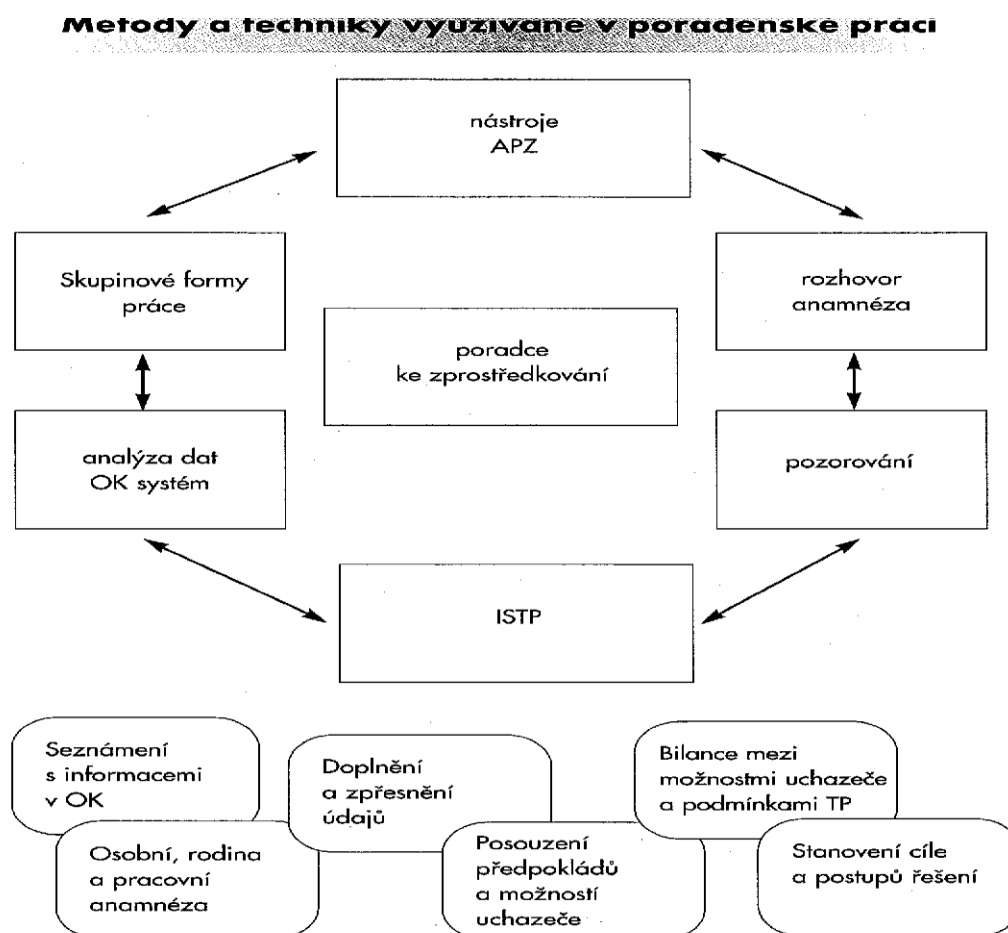 Metody a techniky využívané v poradenské práci
nástroje
APZ
Skupinové formy
práce
rozhovor
anamnéza
poradce
ke zprostředkování
analýza dat
OK systém
pozorování
ISTP
Seznámení
s informacemi
v OK
Doplnění
a zpřesnění
údajů
Bilance mezi
možnostmi uchazeče
a podmínkami TP
Osobní, rodina
a pracovní
anamnéza
Posouzení
předpokládů
a možností
uchazeče
Stanovení cíle
a postupů řešení